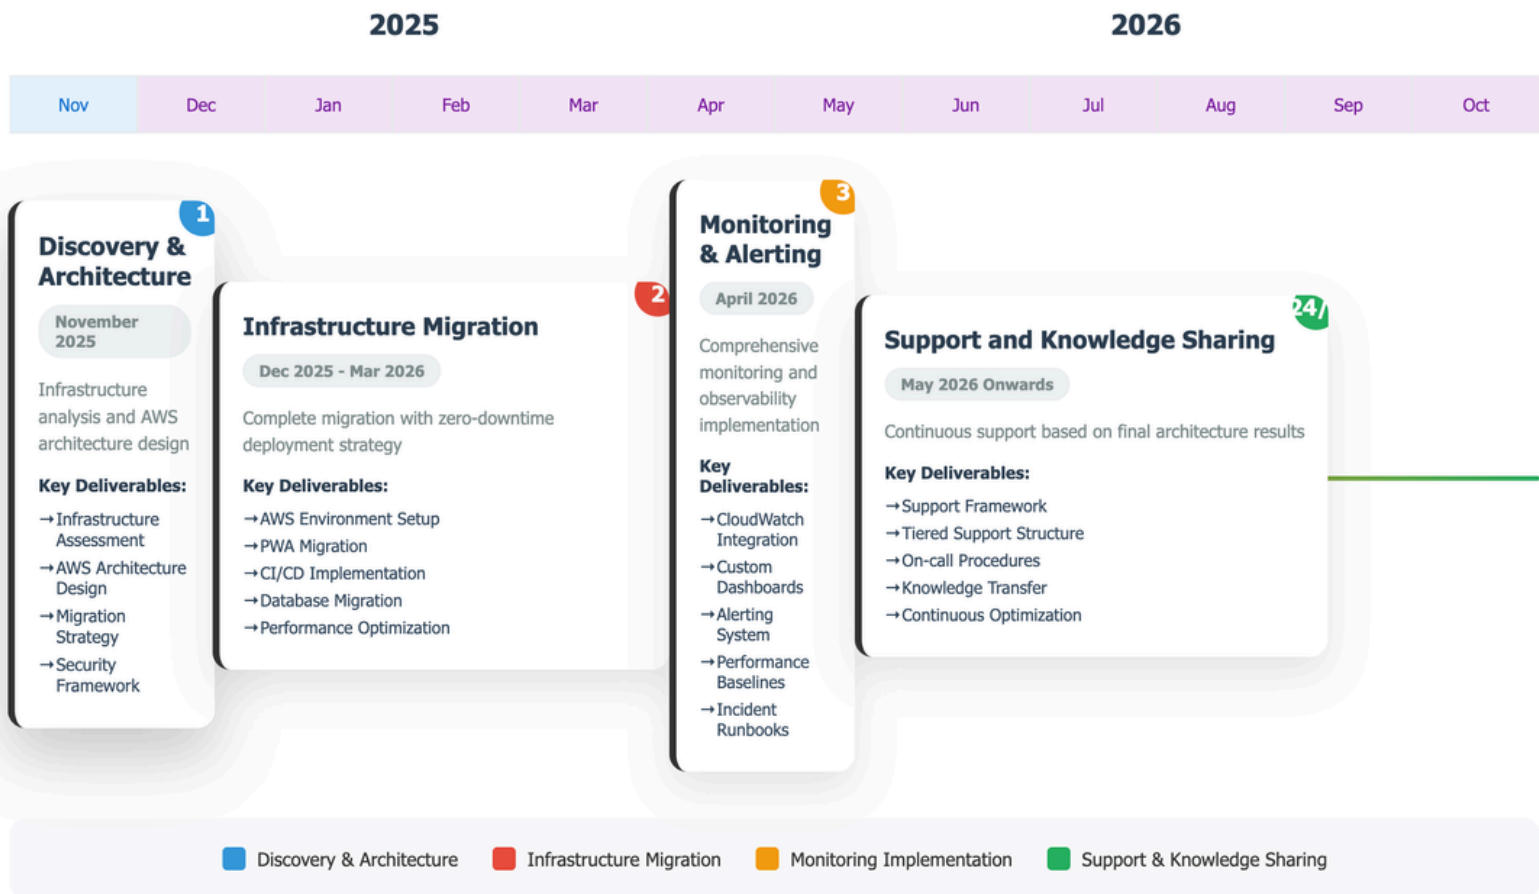 2025
2026
Nov
Dec
Jan
Feb
Mar
Apr
May
Jun
Jul
Aug
Sep
Oct
1
Discovery &
Architecture
November
2025
Infrastructure
analysis and AWS
architecture design
Key Deliverables:
→Infrastructure
Assessment
→AWS Architecture
Design
→Migration
Strategy
→Security
Framework
2
Infrastructure Migration
Dec 2025 - Mar 2026
Complete migration with zero-downtime
deployment strategy
Key Deliverables:
→AWS Environment Setup
→PWA Migration
→CI/CD Implementation
→Database Migration
→Performance Optimization
3
Monitoring
& Alerting
April 2026
Comprehensive
monitoring and
observability
implementation
Key
Deliverables:
→CloudWatch
Integration
→Custom
Dashboards
→Alerting
System
→Performance
Baselines
→Incident
Runbooks
24/
Support and Knowledge Sharing
May 2026 Onwards
Continuous support based on final architecture results
Key Deliverables:
→Support Framework
→Tiered Support Structure
→On-call Procedures
→Knowledge Transfer
→Continuous Optimization
Discovery & Architecture
Infrastructure Migration
Monitoring Implementation
Support & Knowledge Sharing